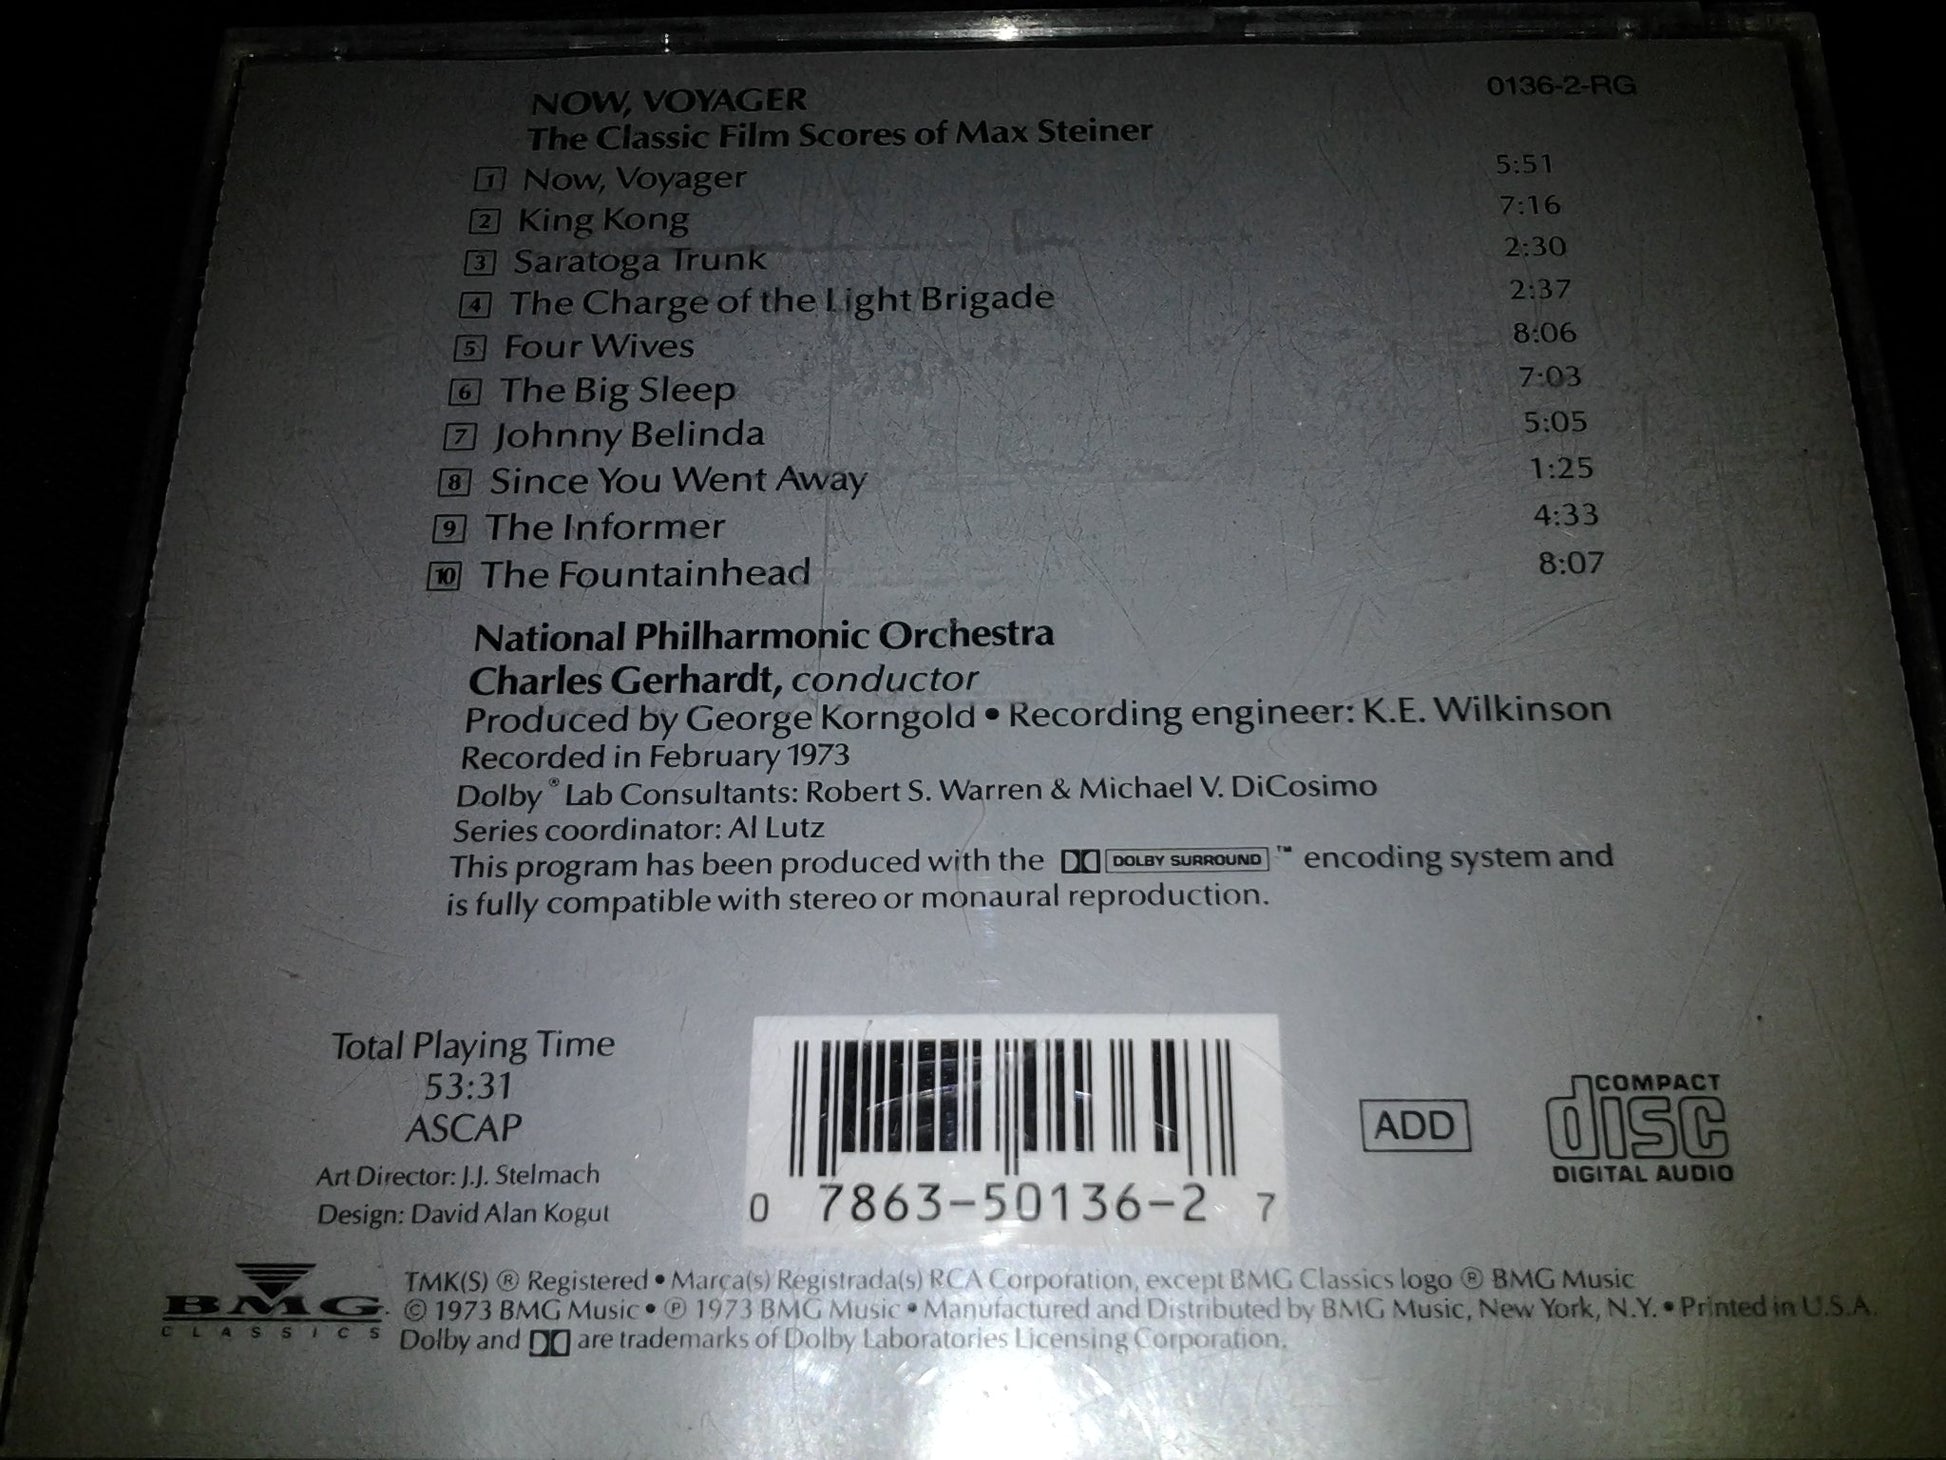 NOW, VOYAGER 0136-2-RG
The Classic Film Scores of Max Steiner
1 Now, Voyager 5:51
2 King Kong 7:16
3 Saratoga Trunk 2:30
4 The Charge of the Light Brigade 2:37
5 Four Wives 8:06
6 The Big Sleep 7:03
7 Johnny Belinda 5:05
8 Since You Went Away 1:25
9 The Informer 4:33
10 The Fountainhead 8:07
National Philharmonic Orchestra
Charles Gerhardt, conductor
Produced by George Korngold • Recording engineer: K.E. Wilkinson
Recorded in February 1973
Dolby® Lab Consultants: Robert S. Warren & Michael V. DiCosimo
Series coordinator: Al Lutz
This program has been produced with the DOLBY SURROUND™ encoding system and
is fully compatible with stereo or monaural reproduction.
Total Playing Time
53:31
ASCAP
Art Director: J.J. Stelmach
Design: David Alan Kogut
0 7863-50136-2 7
ADD
COMPACT
disc
DIGITAL AUDIO
BMG
CLASSICS
TMK(S) ® Registered • Marca(s) Registrada(s) RCA Corporation, except BMG Classics logo ® BMG Music
© 1973 BMG Music • ℗ 1973 BMG Music • Manufactured and Distributed by BMG Music, New York, N.Y. • Printed in U.S.A.
Dolby and are trademarks of Dolby Laboratories Licensing Corporation.